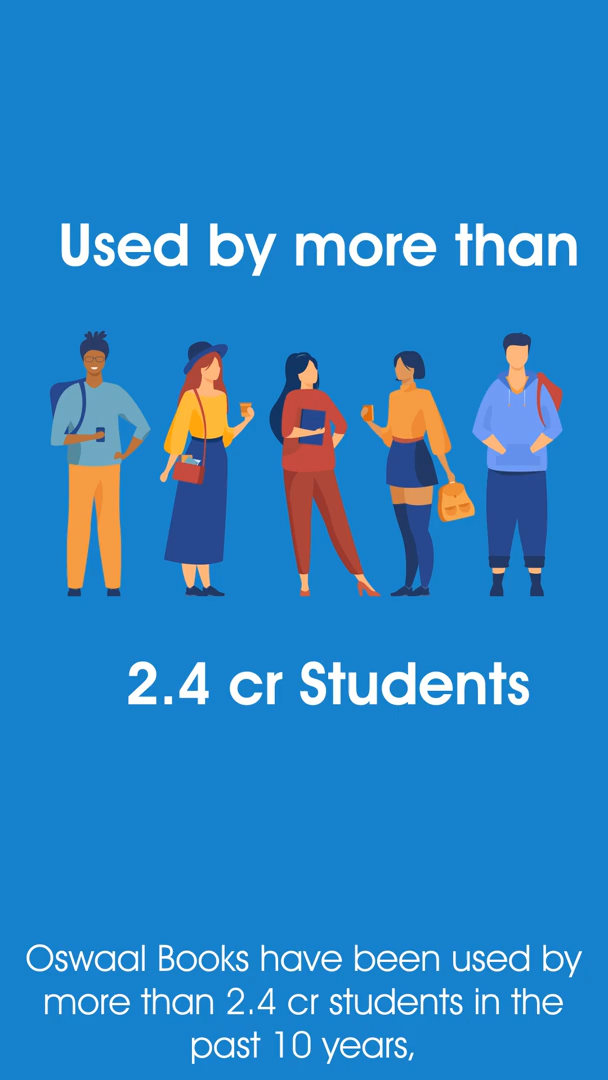 Used by more than
2.4 cr Students
Oswaal Books have been used by
more than 2.4 cr students in the
past 10 years,